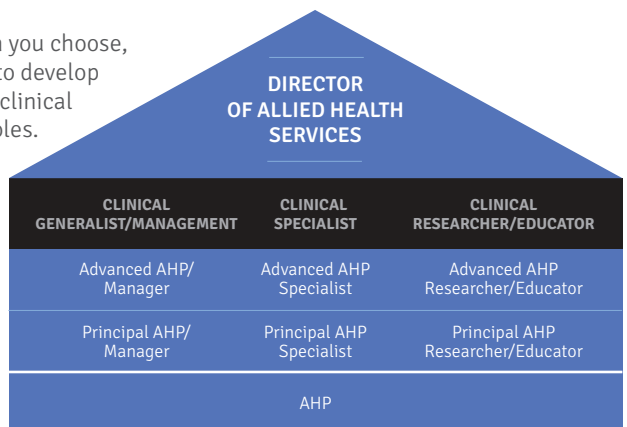 you choose,
to develop
clinical
DIRECTOR
OF ALLIED HEALTH
SERVICES
CLINICAL
GENERALIST/MANAGEMENT
CLINICAL
SPECIALIST
CLINICAL
RESEARCHER/EDUCATOR
Advanced AHP/
Manager
Advanced AHP
Specialist
Advanced AHP
Researcher/Educator
Principal AHP/
Manager
Principal AHP
Specialist
Principal AHP
Researcher/Educator
AHP